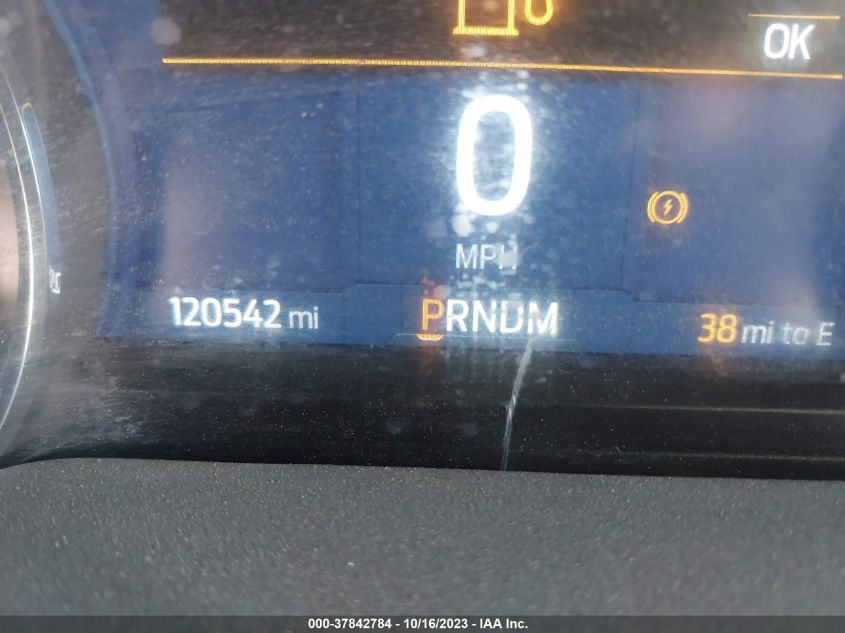 OK
0
MPH
120542 mi PRNDM 38 mi to E
000-37842784 - 10/16/2023 - IAA Inc.